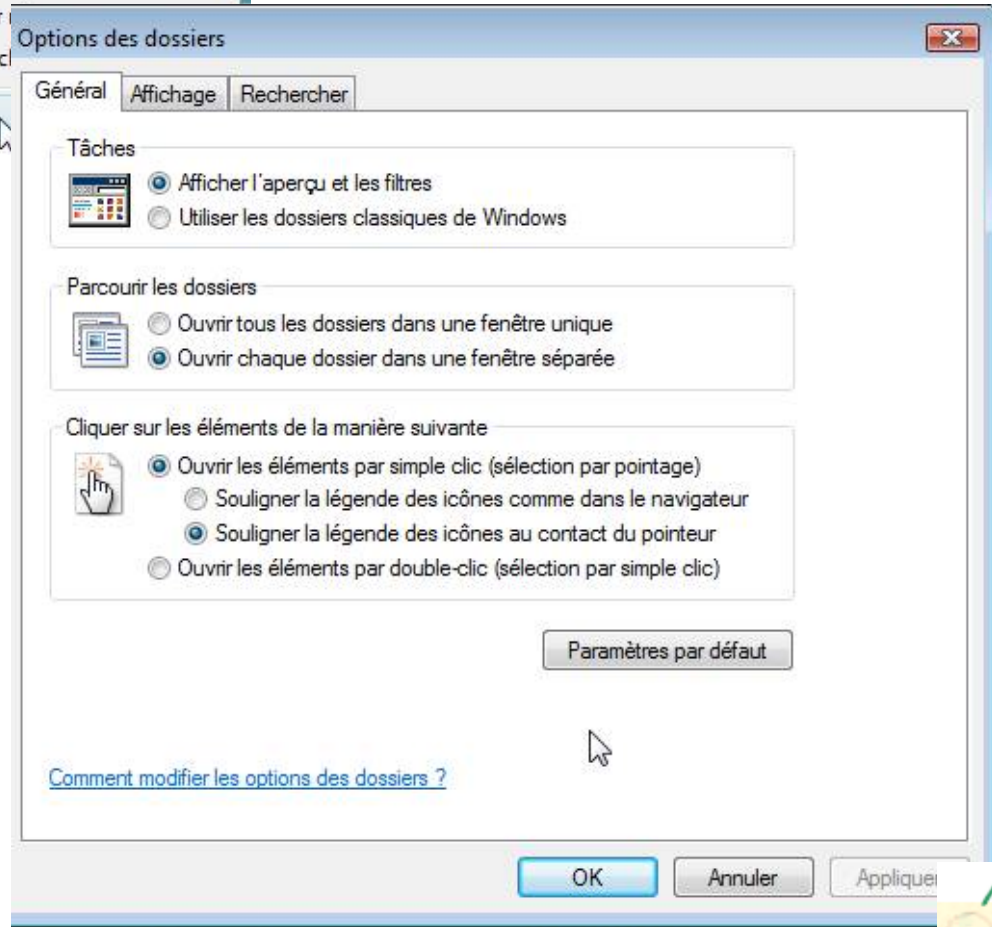 Options des dossiers
Général Affichage Rechercher
Tâches
Afficher l'aperçu et les filtres
Utiliser les dossiers classiques de Windows
Parcourir les dossiers
Ouvrir tous les dossiers dans une fenêtre unique
Ouvrir chaque dossier dans une fenêtre séparée
Cliquer sur les éléments de la manière suivante
Ouvrir les éléments par simple clic (sélection par pointage)
Souligner la légende des icônes comme dans le navigateur
Souligner la légende des icônes au contact du pointeur
Ouvrir les éléments par double-clic (sélection par simple clic)
Paramètres par défaut
Comment modifier les options des dossiers ?
OK Annuler Appliquer